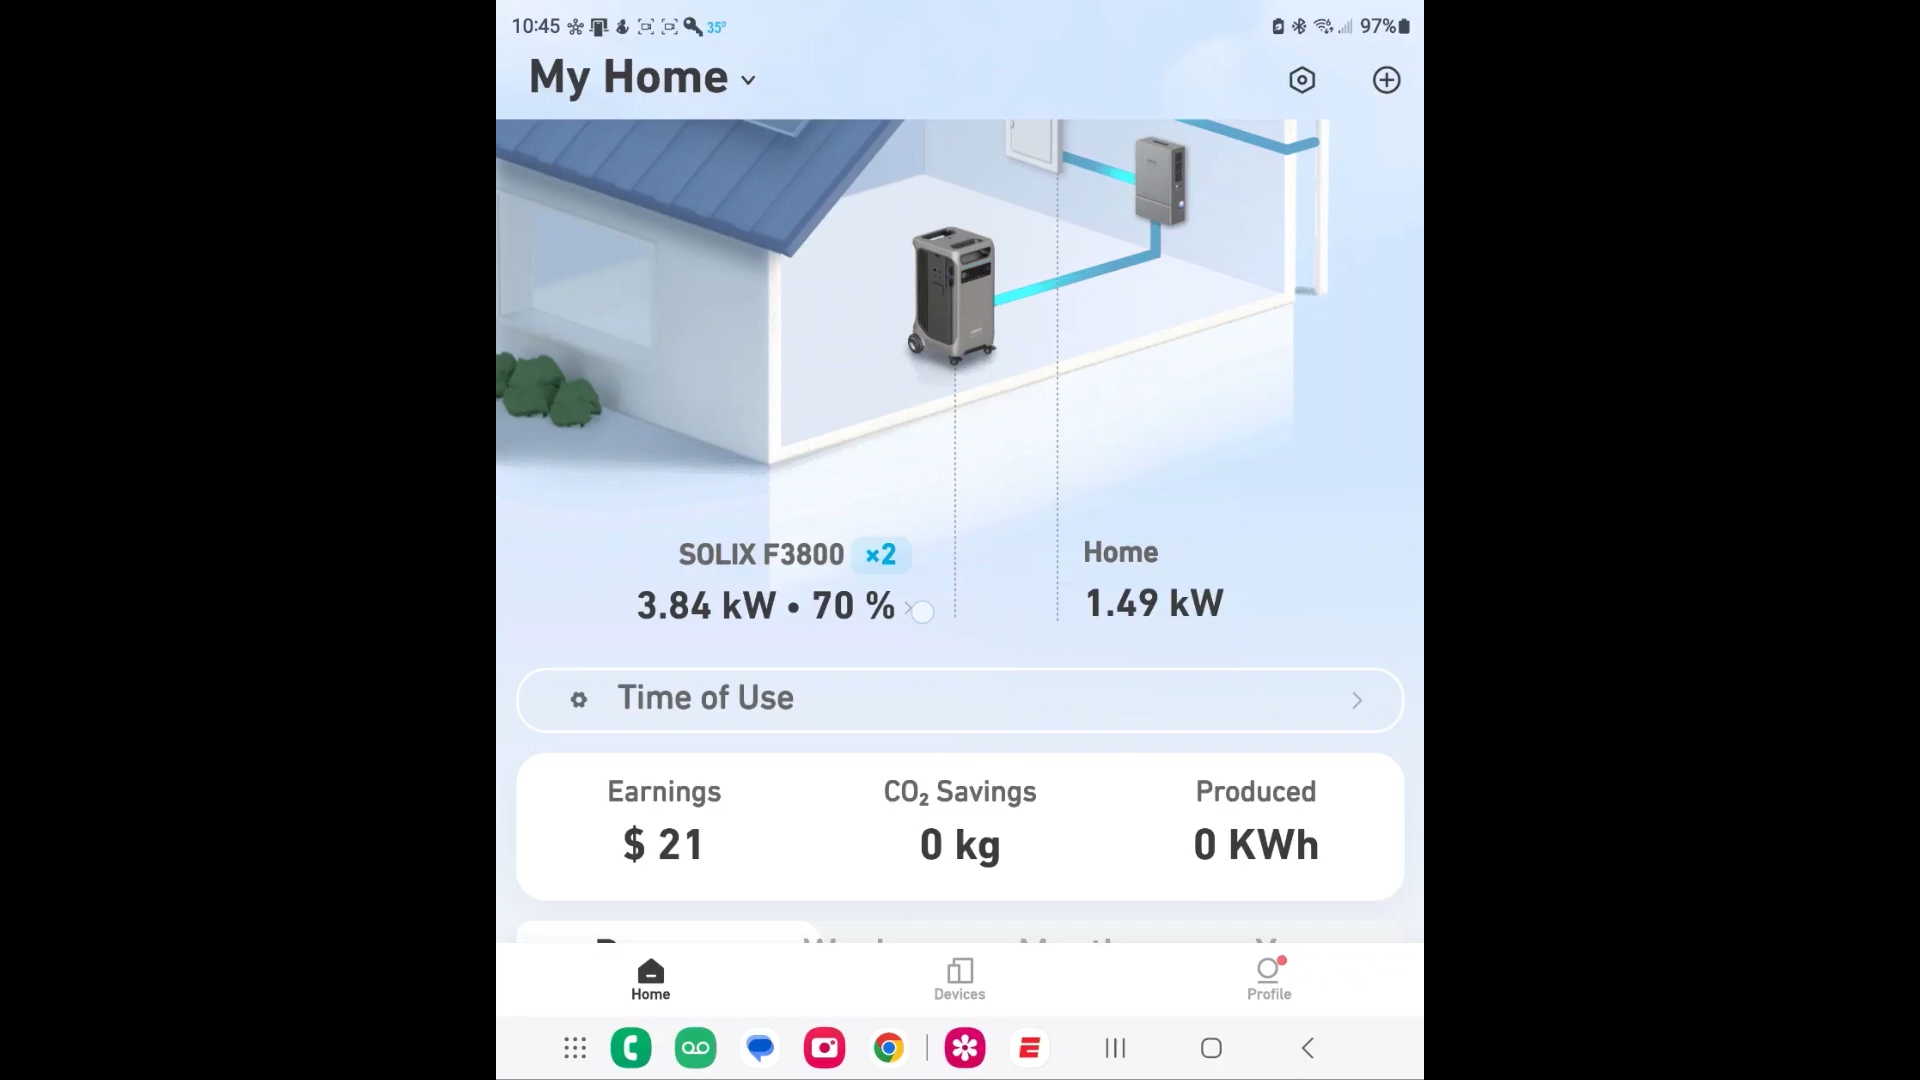 10:45 35° 97%
My Home
SOLIX F3800 ×2
3.84 kW • 70 %
Home
1.49 kW
Time of Use
Earnings
$ 21
CO₂ Savings
0 kg
Produced
0 KWh
Home
Devices
Profile